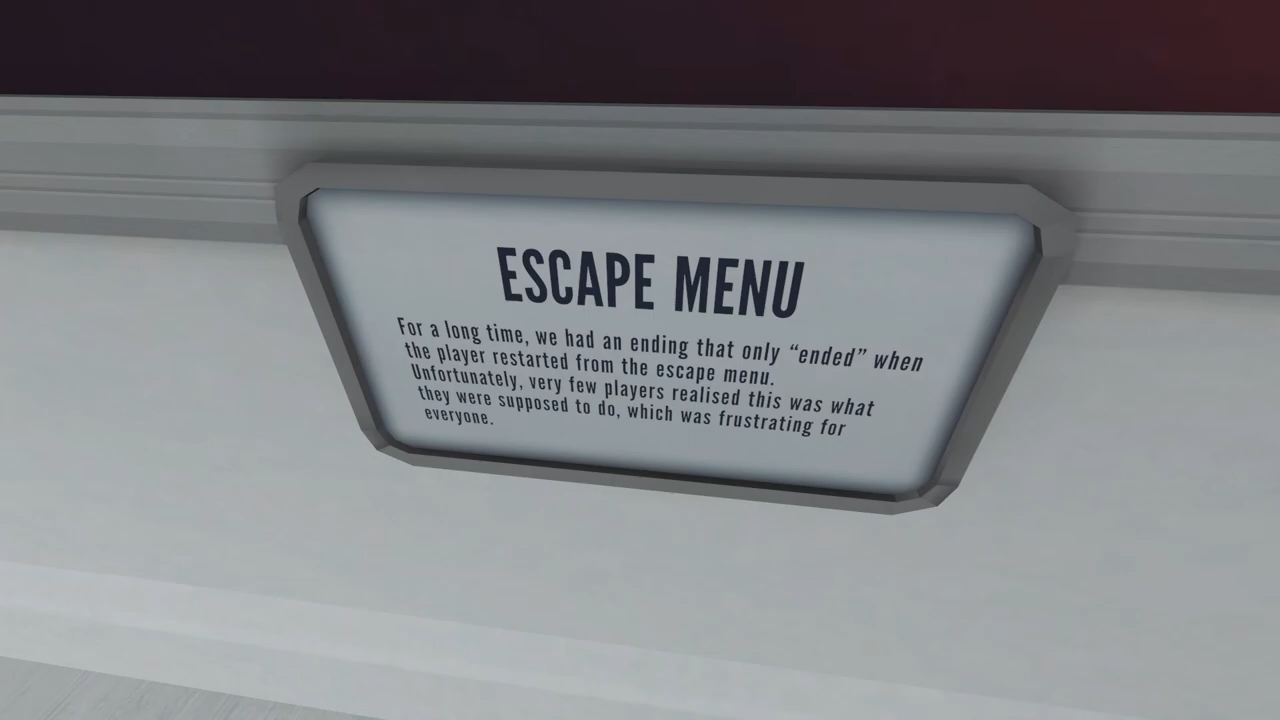 ESCAPE MENU
For a long time, we had an ending that only “ended” when
the player restarted from the escape menu.
Unfortunately, very few players realised this was what
they were supposed to do, which was frustrating for
everyone.